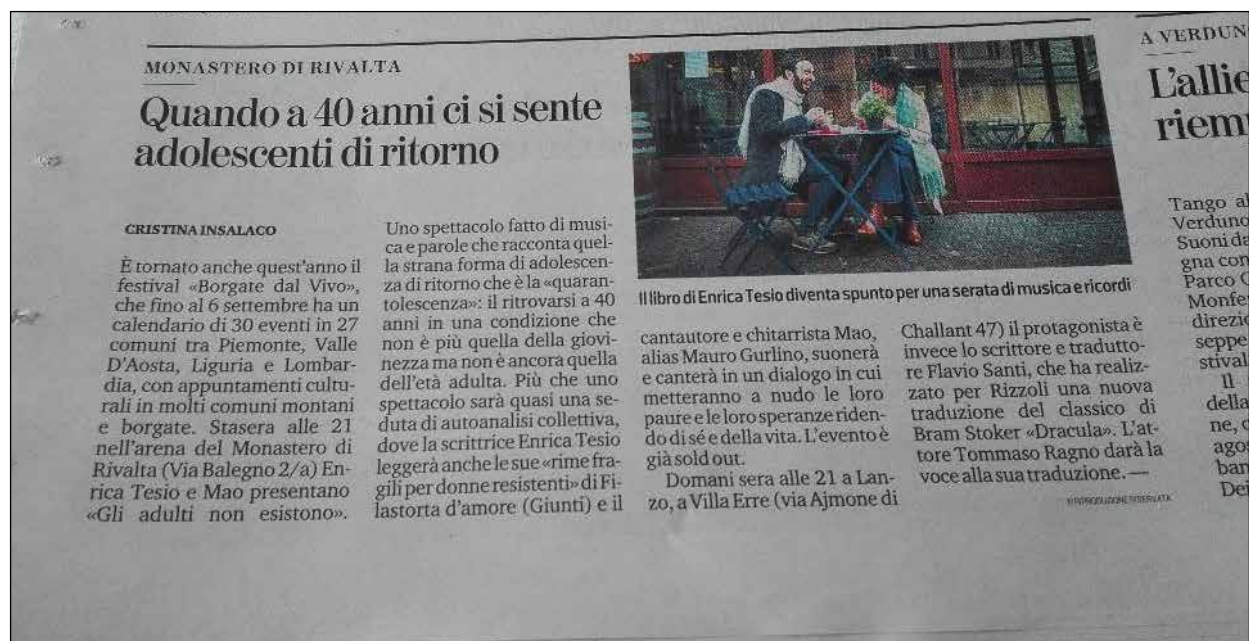 MONASTERO DI RIVALTA
Quando a 40 anni ci si sente
adolescenti di ritorno
CRISTINA INSALACO
È tornato anche quest'anno il
festival «Borgate dal Vivo»,
che fino al 6 settembre ha un
calendario di 30 eventi in 27
comuni tra Piemonte, Valle
D'Aosta, Liguria e Lombar-
dia, con appuntamenti cultu-
rali in molti comuni montani
e borgate. Stasera alle 21
nell'arena del Monastero di
Rivalta (Via Balegno 2/a) En-
rica Tesio e Mao presentano
«Gli adulti non esistono».
Uno spettacolo fatto di musi-
ca e parole che racconta quel-
la strana forma di adolescen-
za di ritorno che è la «quaran-
tolescenza»: il ritrovarsi a 40
anni in una condizione che
non è più quella della giovi-
nezza ma non è ancora quella
dell'età adulta. Più che uno
spettacolo sarà quasi una se-
duta di autoanalisi collettiva,
dove la scrittrice Enrica Tesio
leggerà anche le sue «rime fra-
gili per donne resistenti» di Fi-
lastorta d'amore (Giunti) e il
Il libro di Enrica Tesio diventa spunto per una serata di musica e ricordi
cantautore e chitarrista Mao,
alias Mauro Gurlino, suonerà
e canterà in un dialogo in cui
metteranno a nudo le loro
paure e le loro speranze riden-
do di sé e della vita. L'evento è
già sold out.
Domani sera alle 21 a Lan-
zo, a Villa Erre (via Ajmone di
Challant 47) il protagonista è
invece lo scrittore e tradutto-
re Flavio Santi, che ha realiz-
zato per Rizzoli una nuova
traduzione del classico di
Bram Stoker «Dracula». L'at-
tore Tommaso Ragno darà la
voce alla sua traduzione. —
RIPRODUZIONE RISERVATA
A VERDUN
L'allie
riem
Tango al
Verduno
Suoni da
gna con
Parco
Monfer
direzio
seppe
stival
Il
della
ne,
ago
ban
Dei